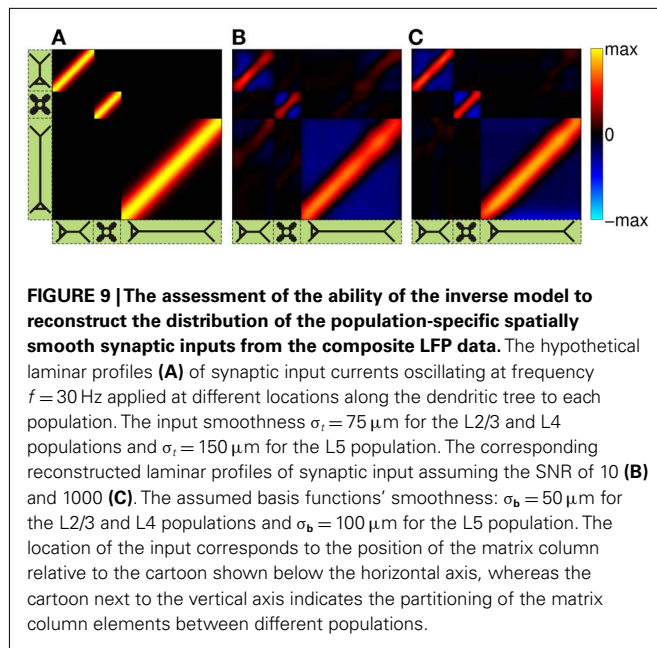 A
B
C
max
0
−max
FIGURE 9 | The assessment of the ability of the inverse model to
reconstruct the distribution of the population-specific spatially
smooth synaptic inputs from the composite LFP data. The hypothetical
laminar profiles (A) of synaptic input currents oscillating at frequency
f = 30 Hz applied at different locations along the dendritic tree to each
population. The input smoothness σt = 75 μm for the L2/3 and L4
populations and σt = 150 μm for the L5 population. The corresponding
reconstructed laminar profiles of synaptic input assuming the SNR of 10 (B)
and 1000 (C). The assumed basis functions' smoothness: σb = 50 μm for
the L2/3 and L4 populations and σb = 100 μm for the L5 population. The
location of the input corresponds to the position of the matrix column
relative to the cartoon shown below the horizontal axis, whereas the
cartoon next to the vertical axis indicates the partitioning of the matrix
column elements between different populations.